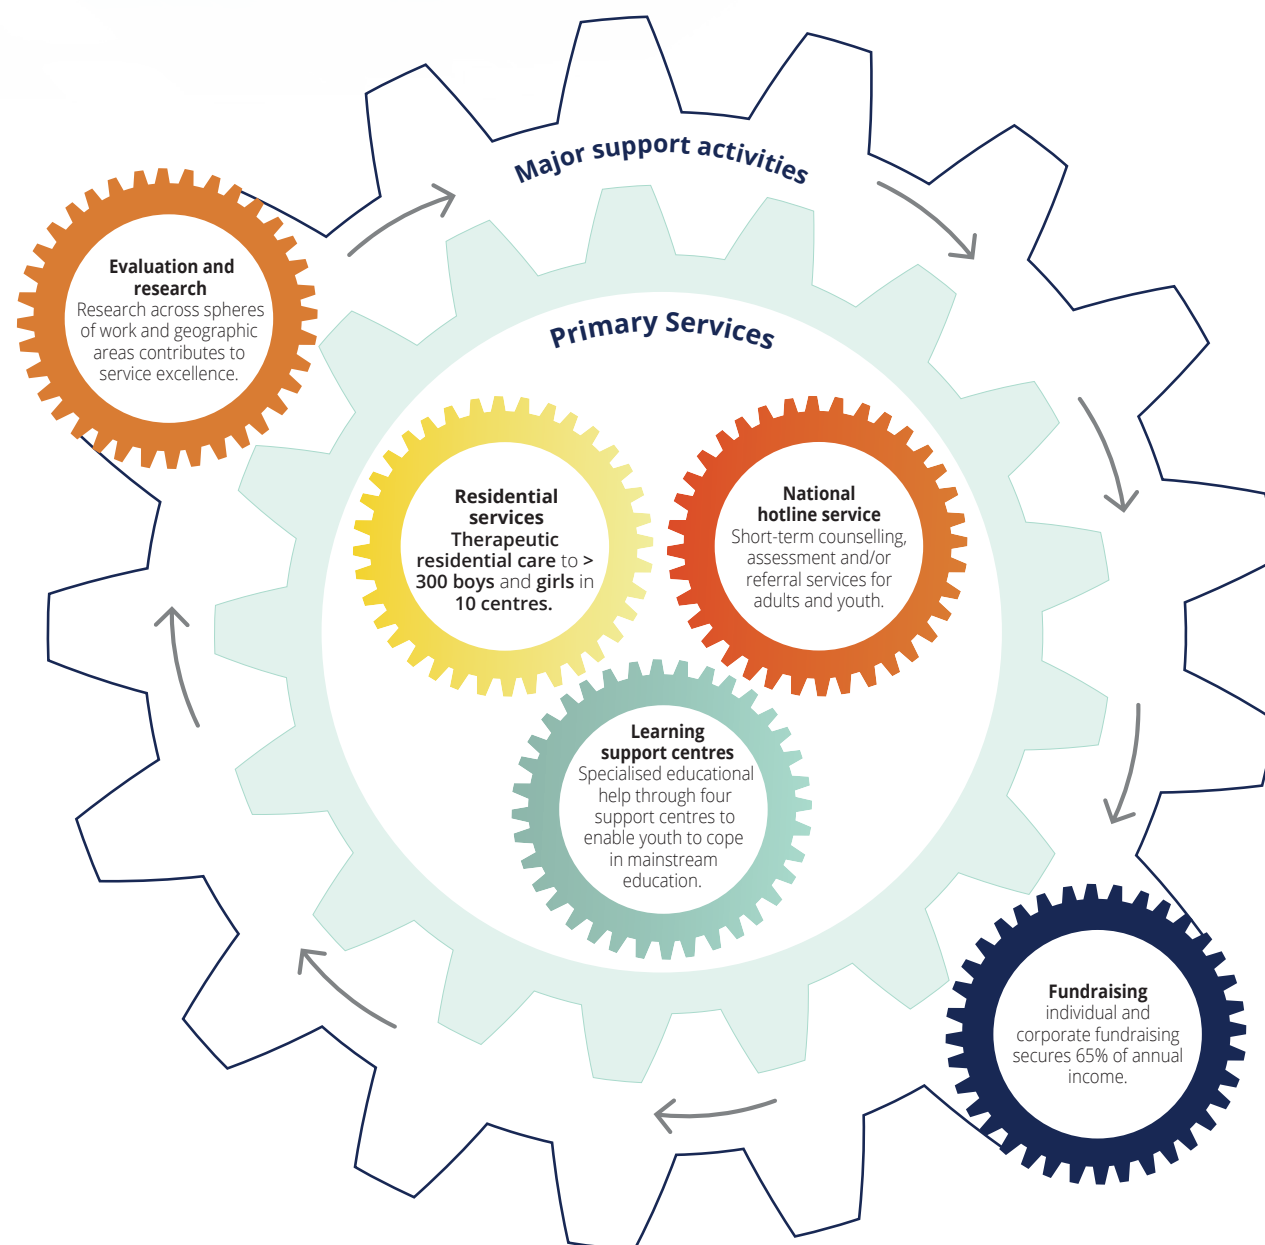 Major support activities
Evaluation and
research
Research across spheres
of work and geographic
areas contributes to
service excellence.
Primary Services
Residential
services
Therapeutic
residential care to >
300 boys and girls in
10 centres.
National
hotline service
Short-term counselling,
assessment and/or
referral services for
adults and youth.
Learning
support centres
Specialised educational
help through four
support centres to
enable youth to cope
in mainstream
education.
Fundraising
individual and
corporate fundraising
secures 65% of annual
income.